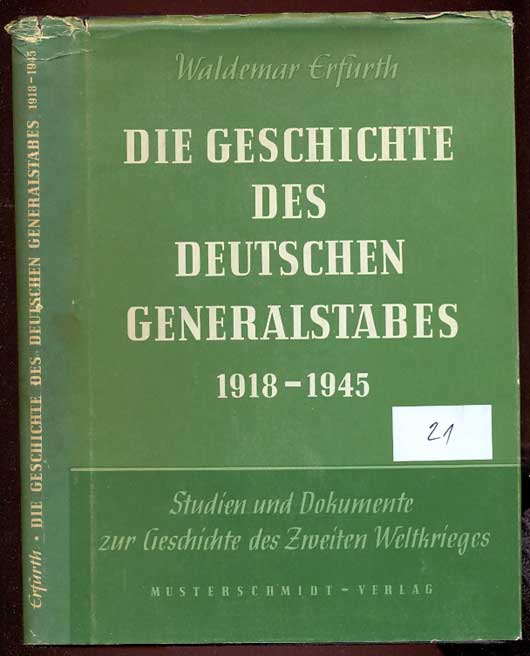 Waldemar Erfurth
DIE GESCHICHTE
DES
DEUTSCHEN
GENERALSTABES
1918-1945
21
Studien und Dokumente
zur Geschichte des Zweiten Weltkrieges
MUSTERSCHMIDT-VERLAG
Erfurth • DIE GESCHICHTE DES DEUTSCHEN GENERALSTABES 1918-1945